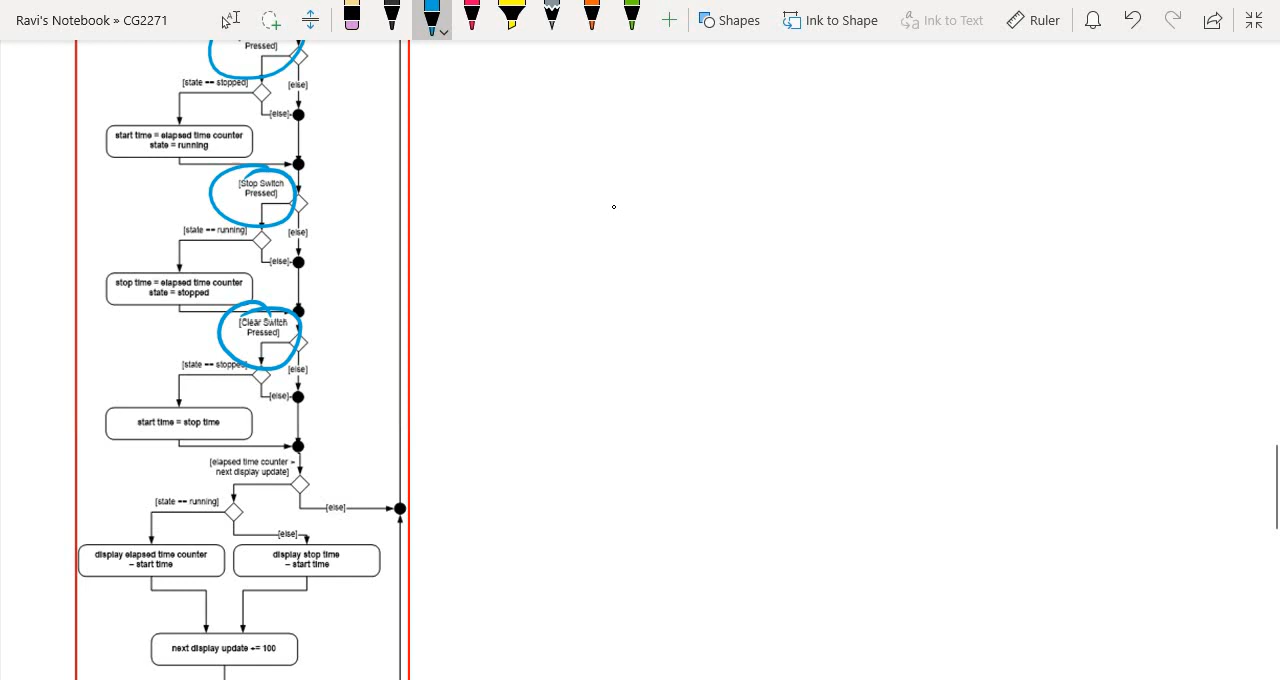 Ravi's Notebook » CG2271
Shapes
Ink to Shape
Ink to Text
Ruler
Pressed]
[state == stopped]
[else]
[else]
start time = elapsed time counter
state = running
[Stop Switch
Pressed]
[state == running]
[else]
[else]
stop time = elapsed time counter
state = stopped
[Clear Switch
Pressed]
[state == stopped]
[else]
[else]
start time = stop time
[elapsed time counter =
next display update]
[state == running]
[else]
[else]
display elapsed time counter
– start time
display stop time
– start time
next display update += 100